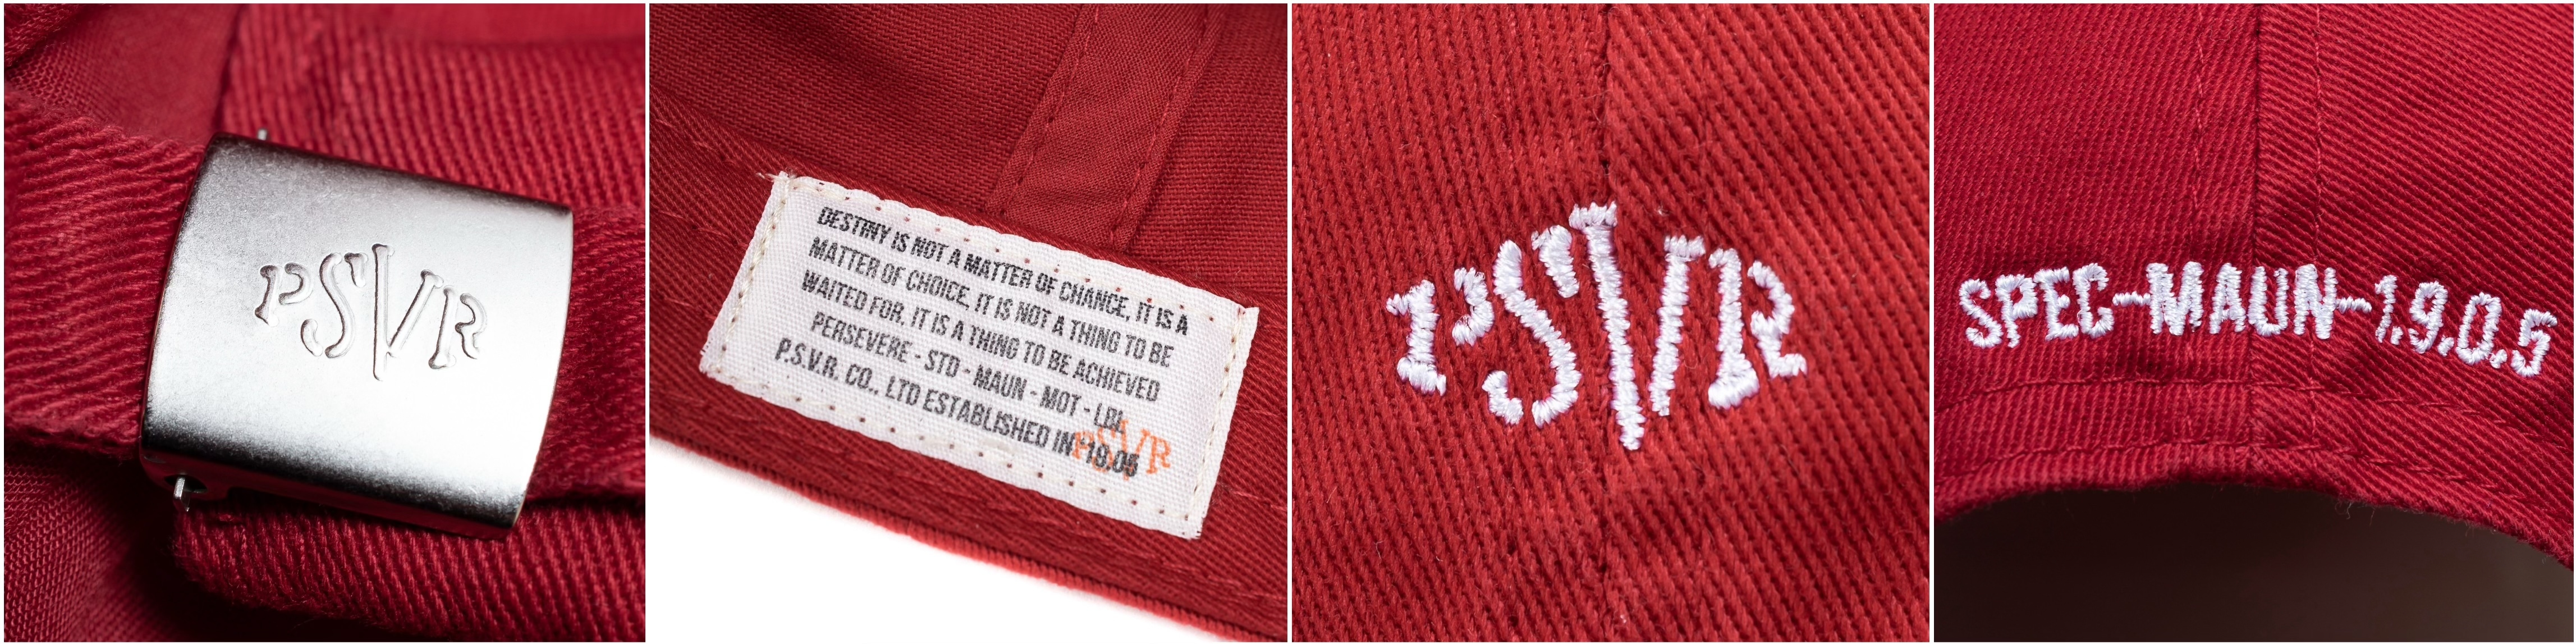 PSVR
DESTINY IS NOT A MATTER OF CHANCE, IT IS A
MATTER OF CHOICE, IT IS NOT A THING TO BE
WAITED FOR, IT IS A THING TO BE ACHIEVED
PERSEVERE - STD - MAUN - MOT - LBL
P.S.V.R. CO., LTD ESTABLISHED IN 19.05
PSVR
PSVR
SPEC-MAUN-1.9.0.5